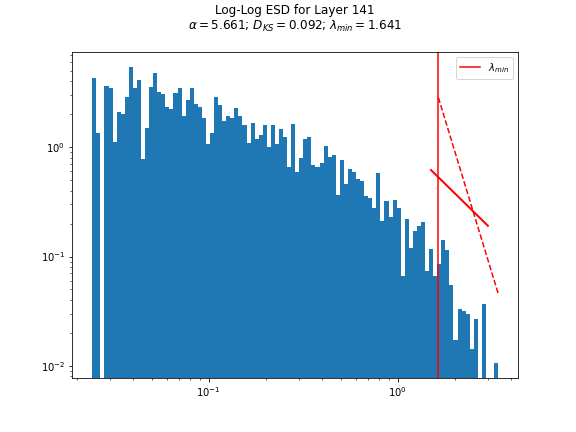 Log-Log ESD for Layer 141
α = 5.661; D_KS = 0.092; λ_min = 1.641
λ_min
10^0
10^-1
10^-2
10^-1
10^0